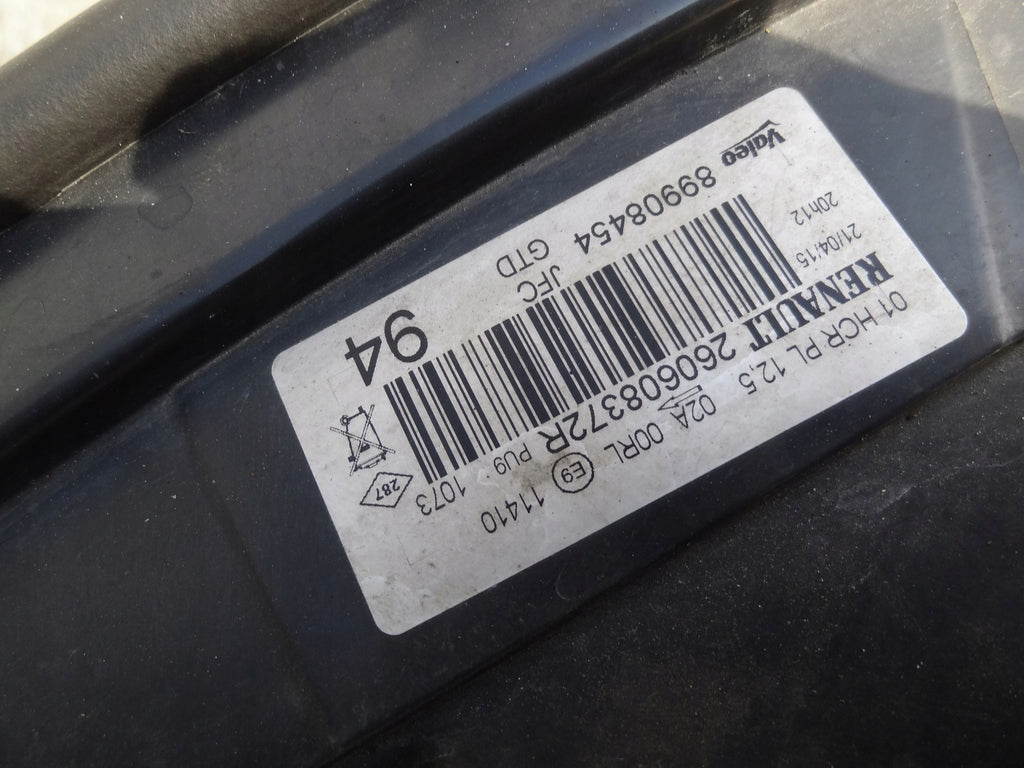 01 HCR PL 12,5 02A 00RL E9 11410
RENAULT 260608372R PU9 1073
21/04/15
20h12
287
Valeo 89908454 JFC 94
GTD